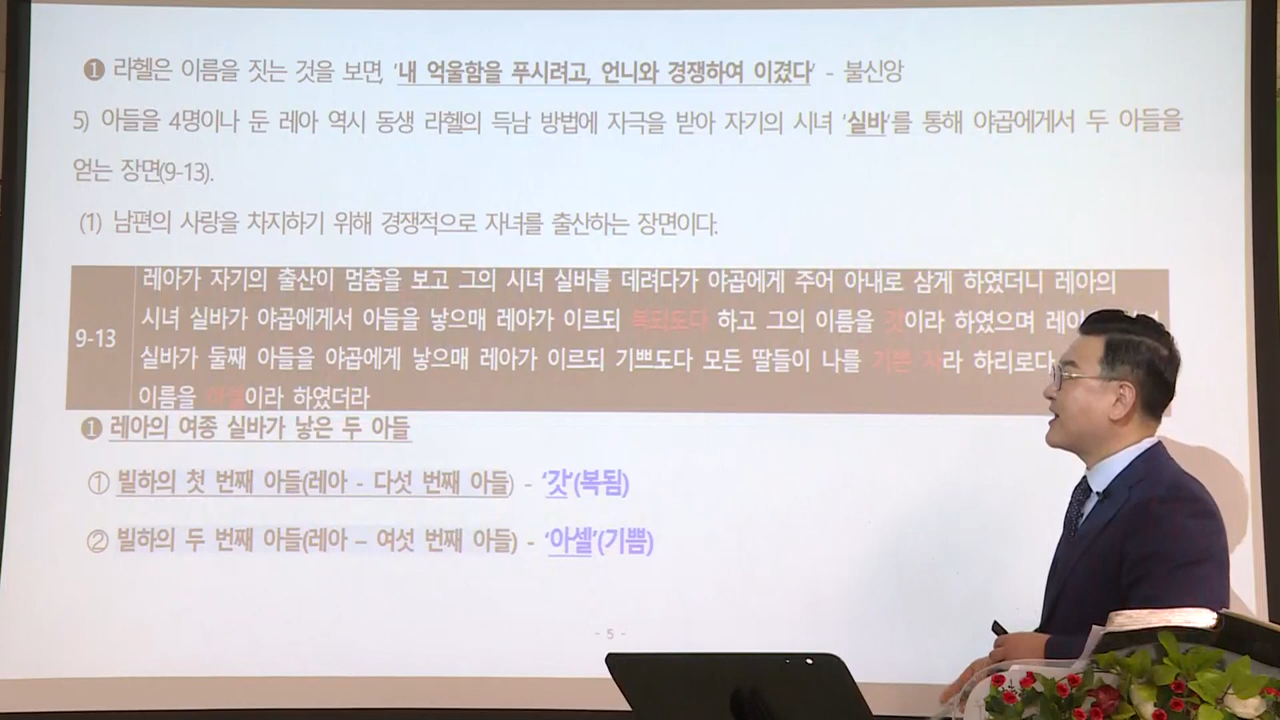 ❶ 라헬은 이름을 짓는 것을 보면, '내 억울함을 푸시려고, 언니와 경쟁하여 이겼다' - 불신앙
5) 아들을 4명이나 둔 레아 역시 동생 라헬의 득남 방법에 자극을 받아 자기의 시녀 '실바'를 통해 야곱에게서 두 아들을
얻는 장면(9-13).
(1) 남편의 사랑을 차지하기 위해 경쟁적으로 자녀를 출산하는 장면이다.
9-13
레아가 자기의 출산이 멈춤을 보고 그의 시녀 실바를 데려다가 야곱에게 주어 아내로 삼게 하였더니 레아의
시녀 실바가 야곱에게서 아들을 낳으매 레아가 이르되 복되도다 하고 그의 이름을 갓이라 하였으며
실바가 둘째 아들을 야곱에게 낳으매 레아가 이르되 기쁘도다 모든 딸들이 나를 기쁜 자라 하리로다
이름을 아셀이라 하였더라
❶ 레아의 여종 실바가 낳은 두 아들
① 빌하의 첫 번째 아들(레아 - 다섯 번째 아들) - '갓'(복됨)
② 빌하의 두 번째 아들(레아 – 여섯 번째 아들) - '아셀'(기쁨)
- 5 -